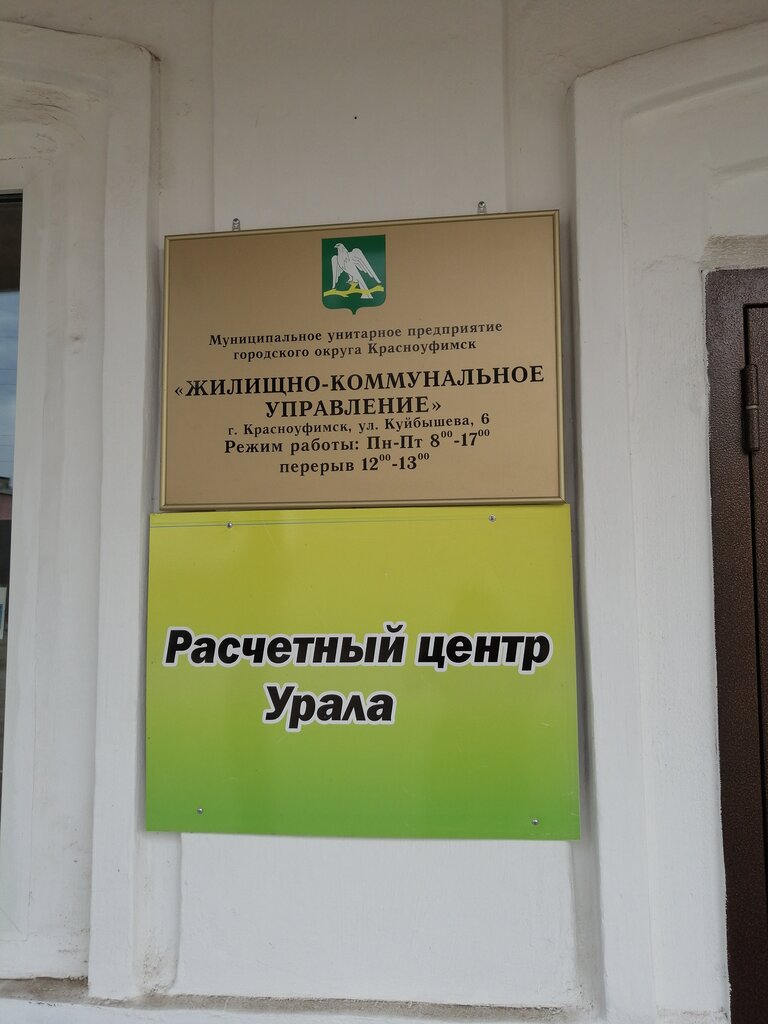 Муниципальное унитарное предприятие
городского округа Красноуфимск
«ЖИЛИЩНО-КОММУНАЛЬНОЕ
УПРАВЛЕНИЕ»
г. Красноуфимск, ул. Куйбышева, 6
Режим работы: Пн-Пт 8⁰⁰-17⁰⁰
перерыв 12⁰⁰-13⁰⁰
Расчетный центр
Урала